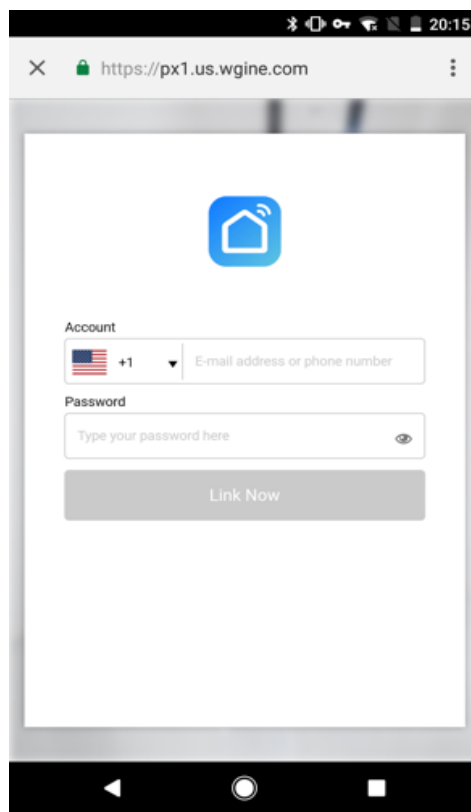 20:15
https://px1.us.wgine.com
Account
+1
E-mail address or phone number
Password
Type your password here
Link Now